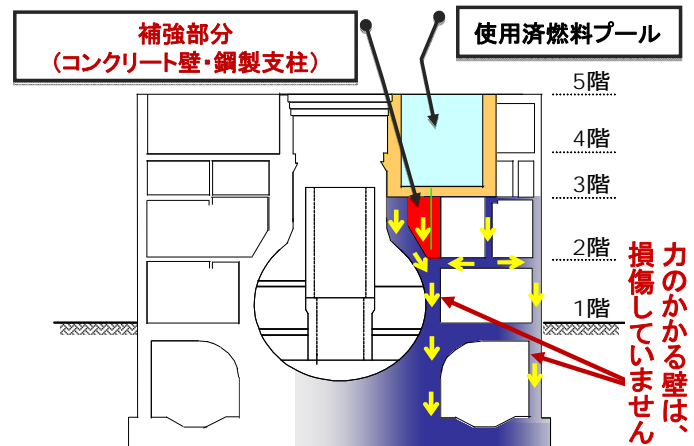 補強部分
(コンクリート壁・鋼製支柱)
使用済燃料プール
5階
4階
3階
2階
1階
力のかかる壁は、
損傷していません